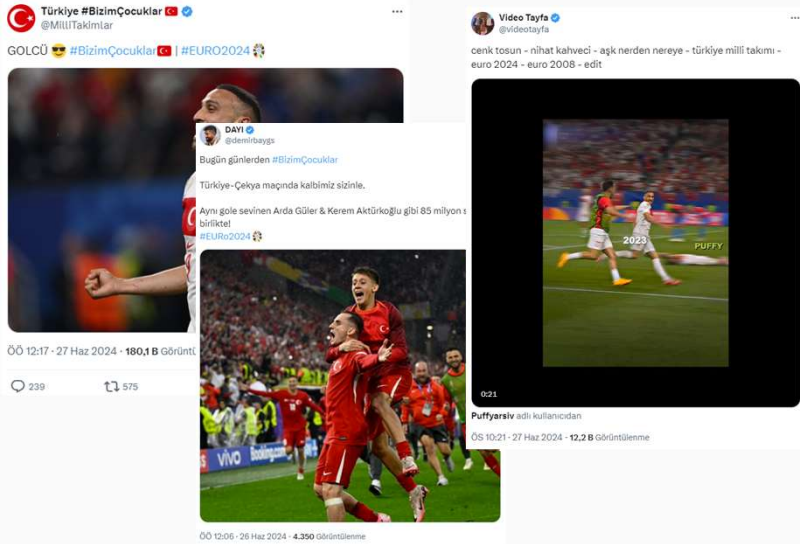 Türkiye #BizimÇocuklar
@MilliTakimlar
GOLCÜ 😎 #BizimÇocuklar | #EURO2024
ÖÖ 12:17 · 27 Haz 2024 · 180,1 B Görüntü
239 575
DAYI
@demirbaygs
Bugün günlerden #BizimÇocuklar
Türkiye-Çekya maçında kalbimiz sizinle.
Aynı gole sevinen Arda Güler & Kerem Aktürkoğlu gibi 85 milyon s
birlikte!
#EURo2024
vivo Booking.com
ÖÖ 12:06 · 26 Haz 2024 · 4.350 Görüntülenme
Video Tayfa
@videotayfa
cenk tosun - nihat kahveci - aşk nerden nereye - türkiye milli takımı -
euro 2024 - euro 2008 - edit
2023
PUFFY
0:21
Puffyarsiv adlı kullanıcıdan
ÖS 10:21 · 27 Haz 2024 · 12,2 B Görüntülenme